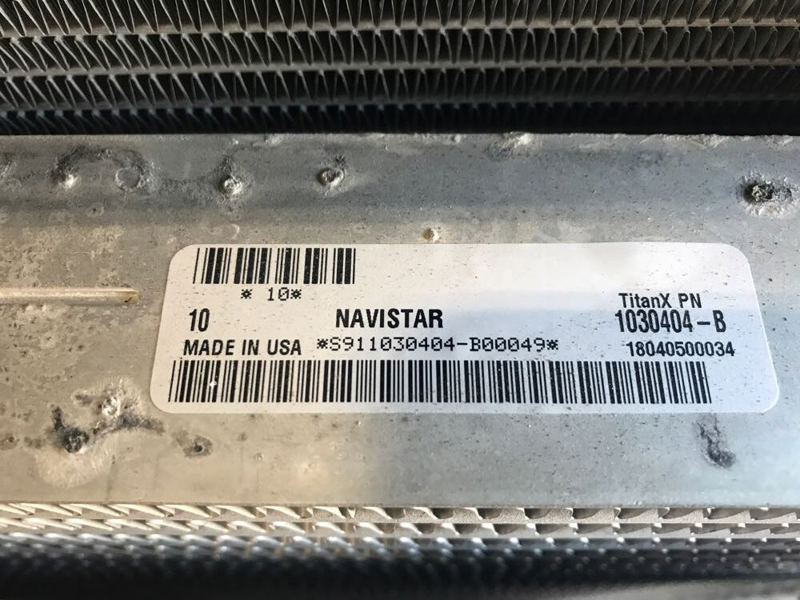 * 10*
TitanX PN
10 NAVISTAR 1030404-B
MADE IN USA *S911030404-B00049* 18040500034